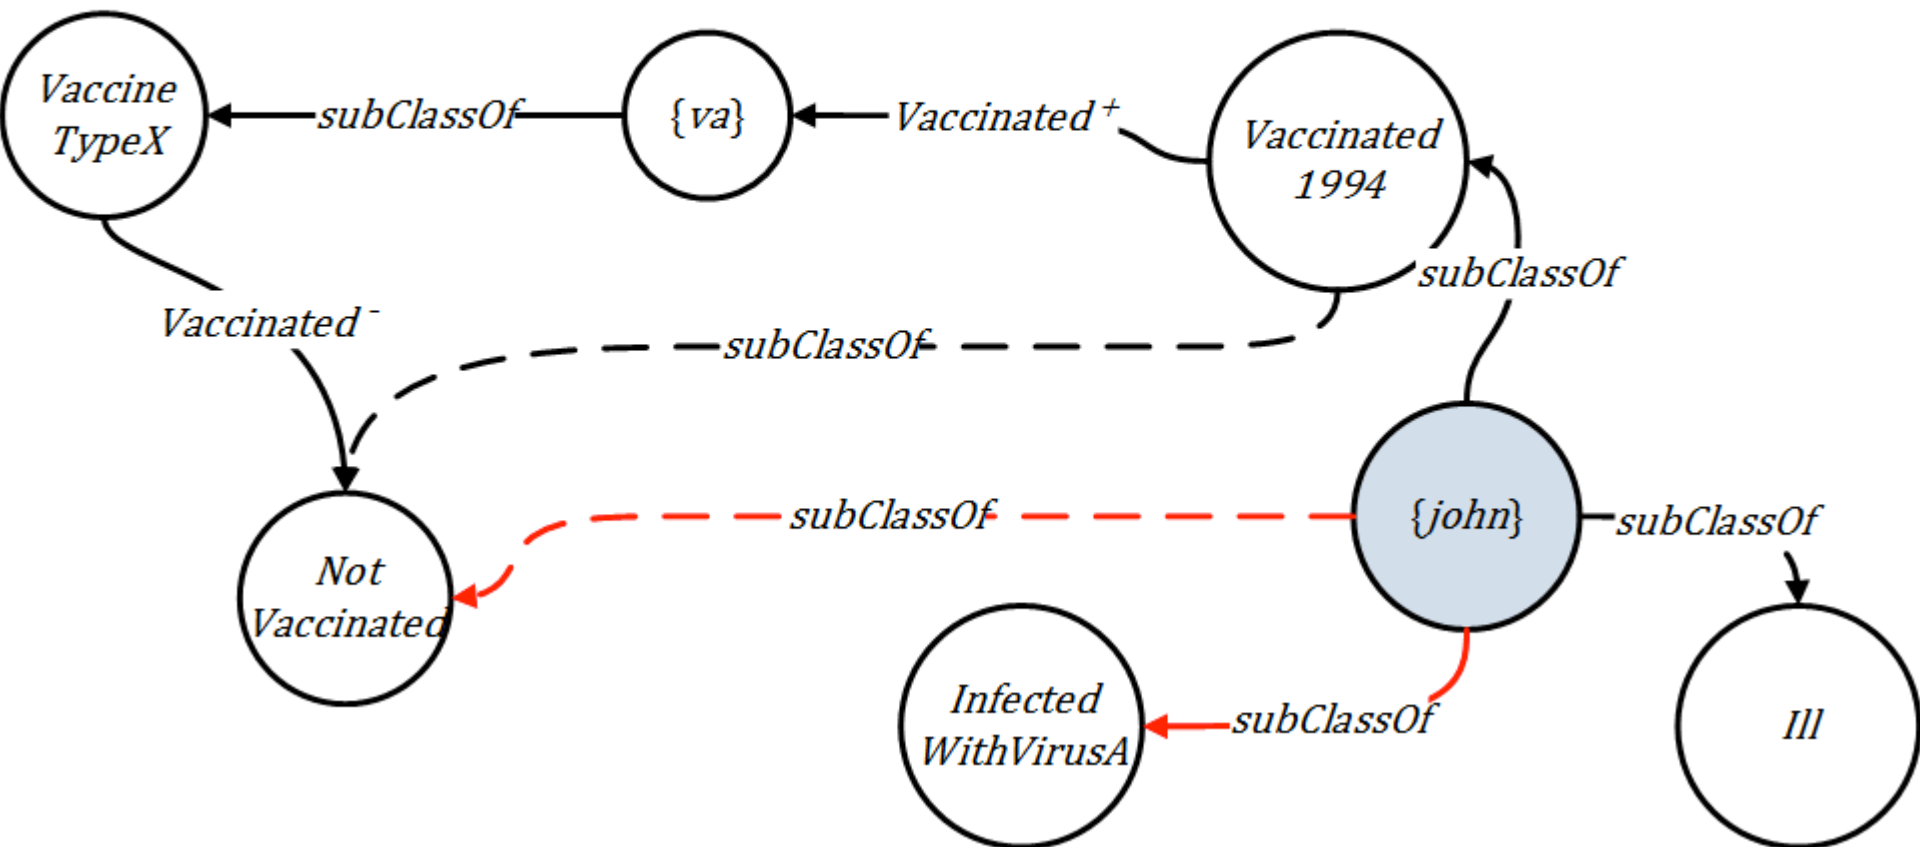 Vaccine
TypeX
subClassOf
{va}
Vaccinated +
Vaccinated
1994
subClassOf
Vaccinated -
subClassOf
subClassOf
{john}
subClassOf
Not
Vaccinated
Infected
WithVirusA
subClassOf
Ill